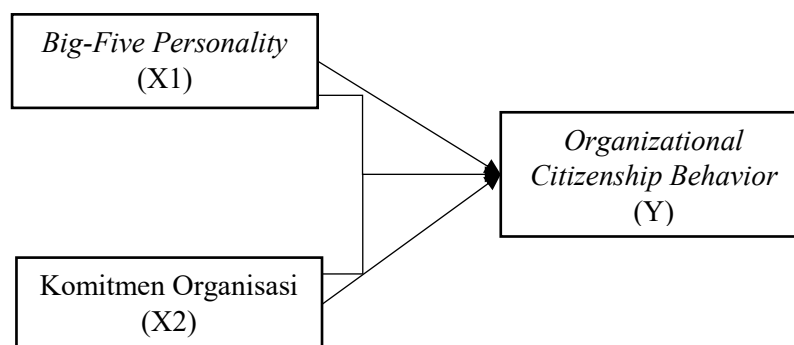 Big-Five Personality
(X1)
Organizational
Citizenship Behavior
(Y)
Komitmen Organisasi
(X2)